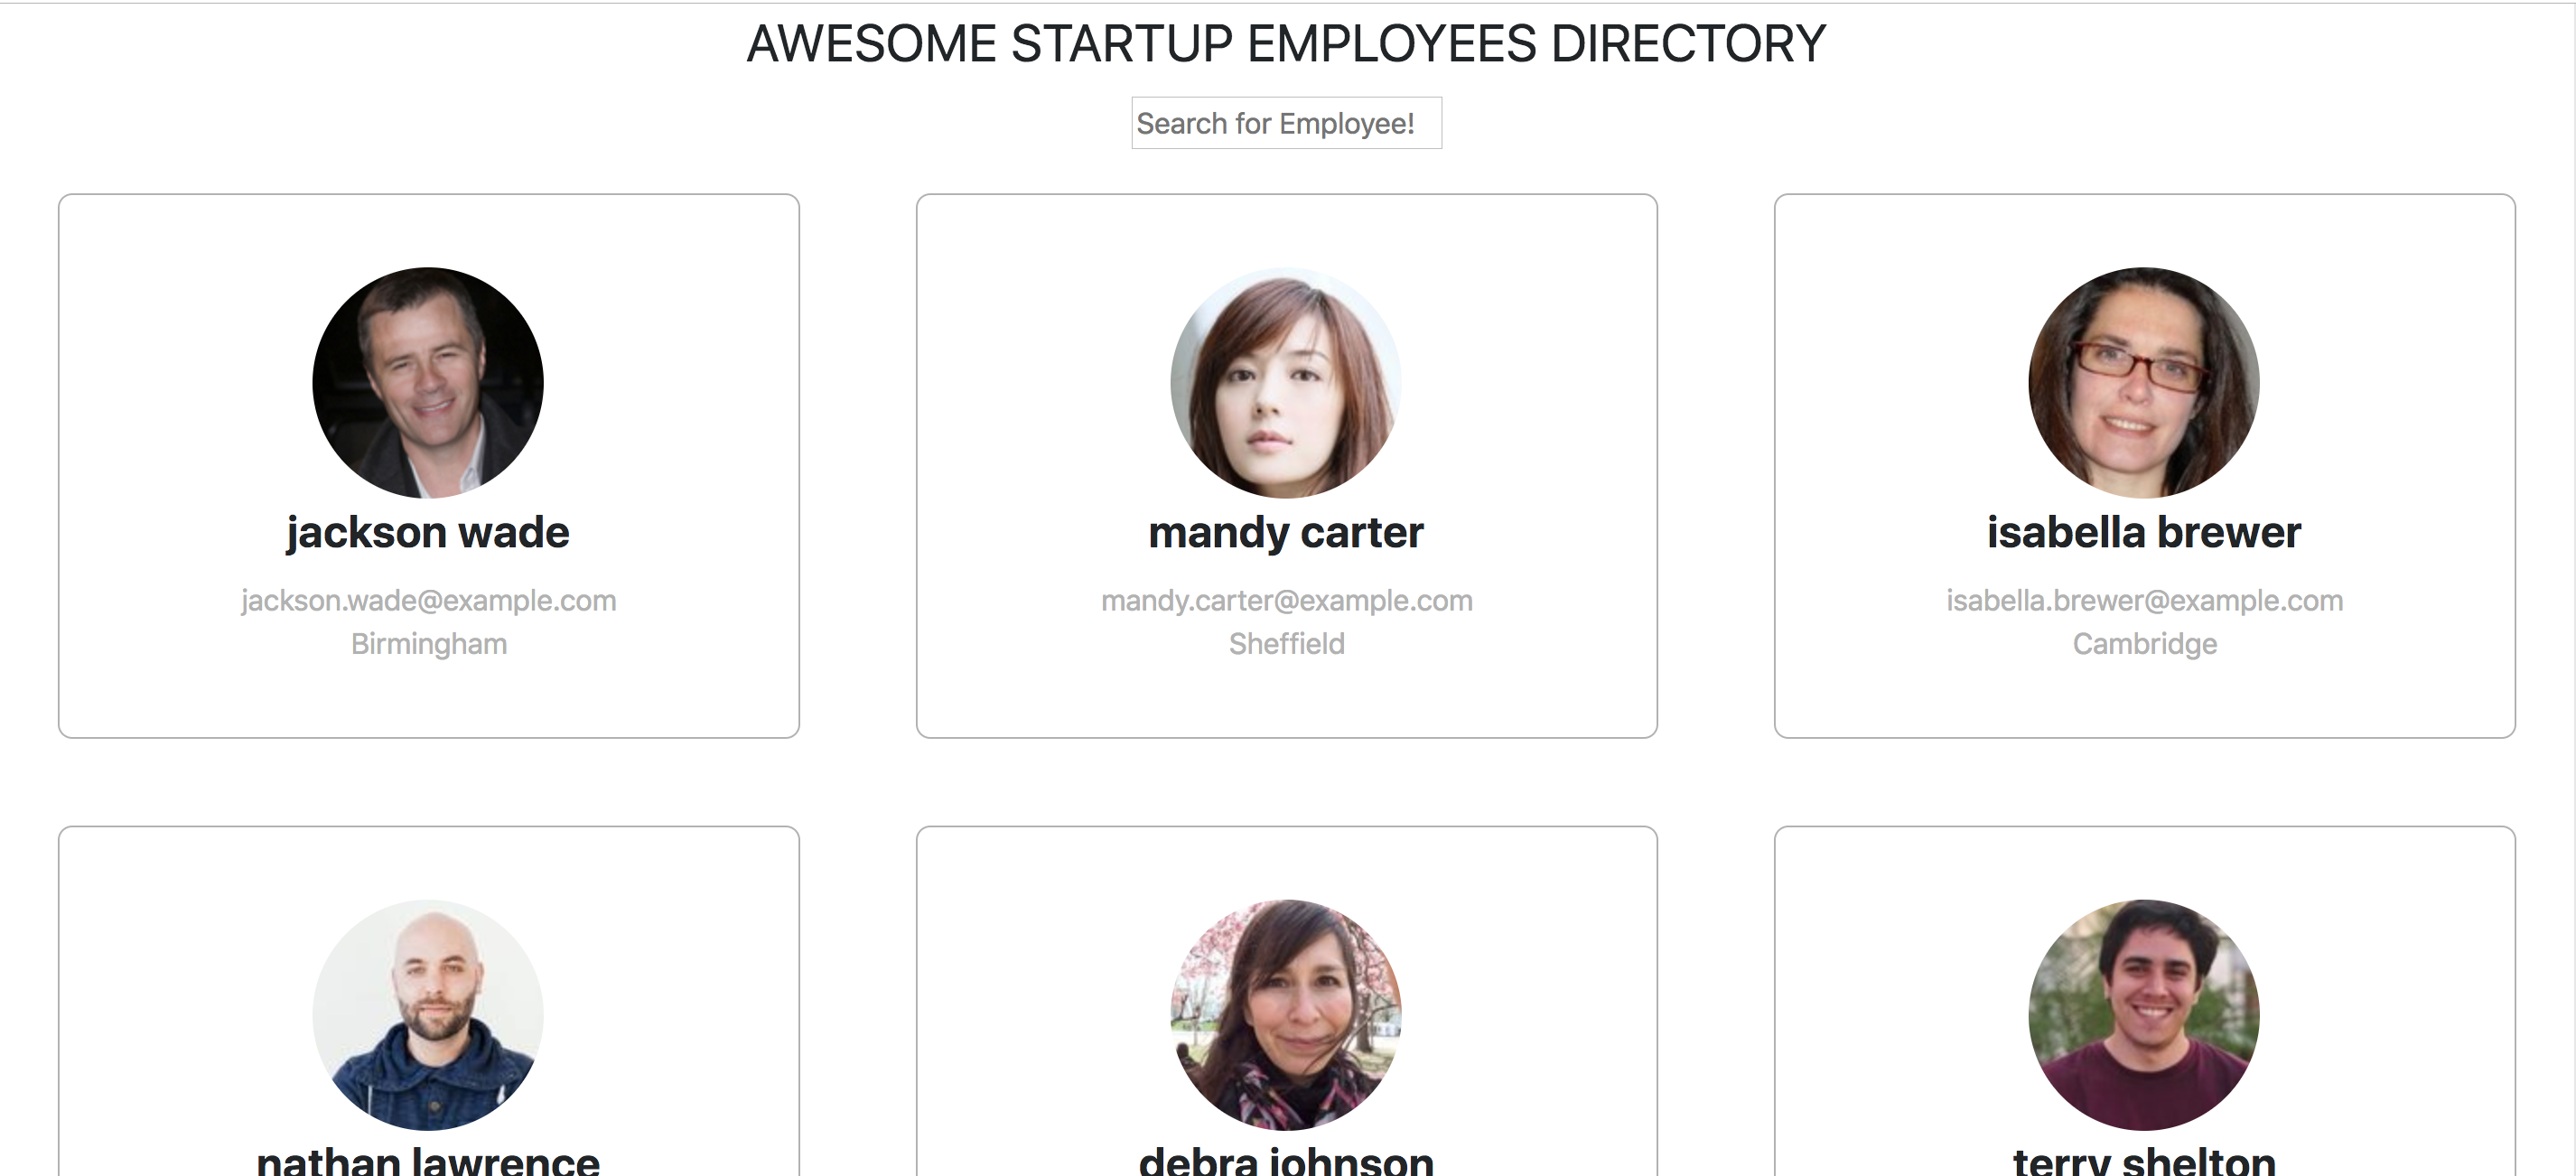 AWESOME STARTUP EMPLOYEES DIRECTORY
Search for Employee!
jackson wade
jackson.wade@example.com
Birmingham
mandy carter
mandy.carter@example.com
Sheffield
isabella brewer
isabella.brewer@example.com
Cambridge
nathan lawrence
debra johnson
terry shelton